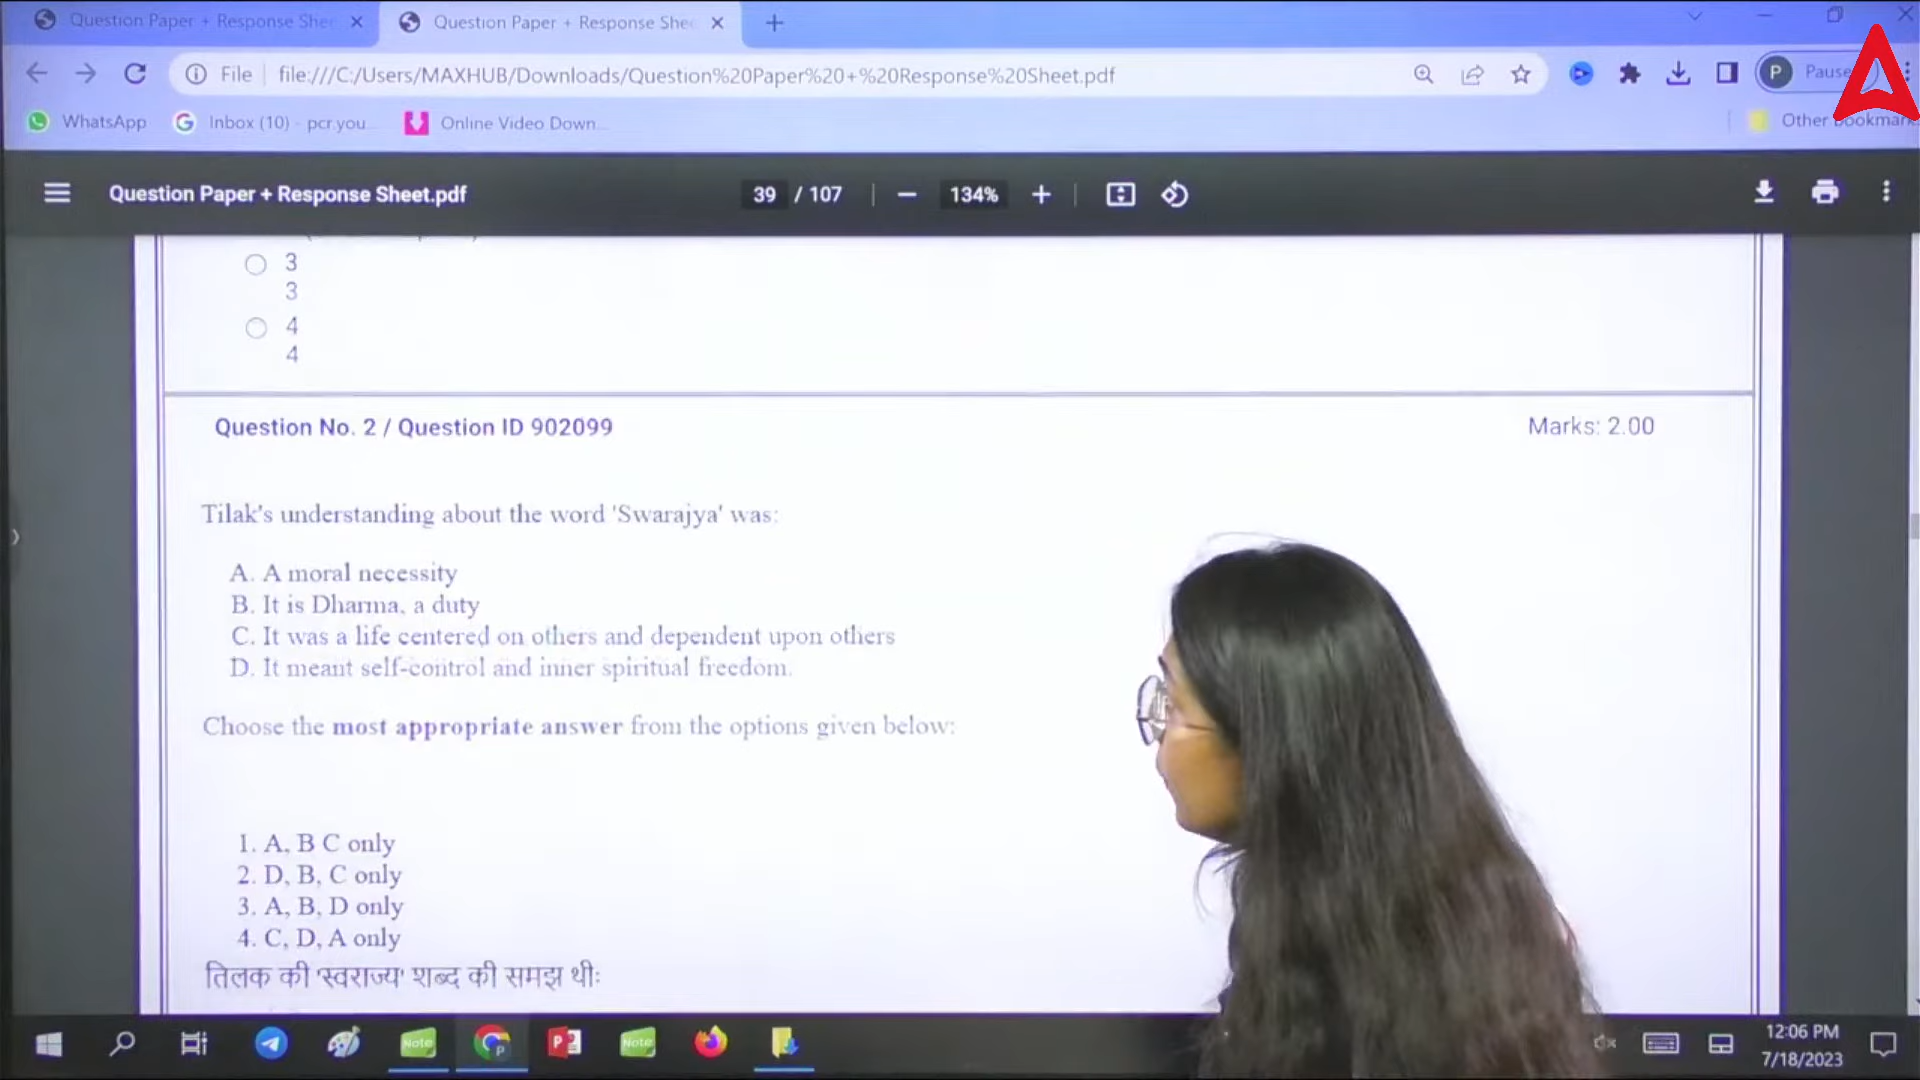 Question Paper + Response Shee
Question Paper + Response Shee
File
file:///C:/Users/MAXHUB/Downloads/Question%20Paper%20+%20Response%20Sheet.pdf
P
Pause
WhatsApp
Inbox (10) - pcr.you...
Online Video Down...
Other bookmar
Question Paper + Response Sheet.pdf
39 / 107
134%
3
3
4
4
Question No. 2 / Question ID 902099
Marks: 2.00
Tilak's understanding about the word 'Swarajya' was:
A. A moral necessity
B. It is Dharma, a duty
C. It was a life centered on others and dependent upon others
D. It meant self-control and inner spiritual freedom.
Choose the most appropriate answer from the options given below:
1. A, B C only
2. D, B, C only
3. A, B, D only
4. C, D, A only
तिलक की 'स्वराज्य' शब्द की समझ थीः
Note
P
Note
12:06 PM
7/18/2023